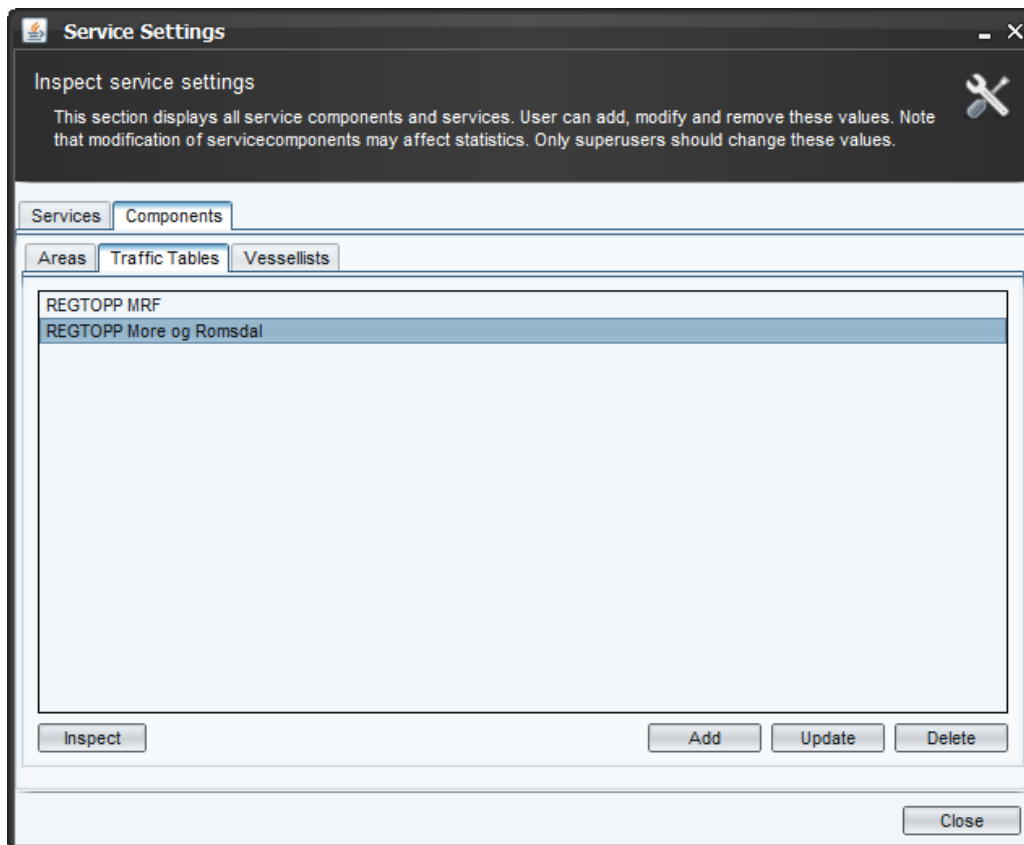 Service Settings
Inspect service settings
This section displays all service components and services. User can add, modify and remove these values. Note
that modification of servicecomponents may affect statistics. Only superusers should change these values.
Services Components
Areas Traffic Tables Vessellists
REGTOPP MRF
REGTOPP More og Romsdal
Inspect Add Update Delete
Close